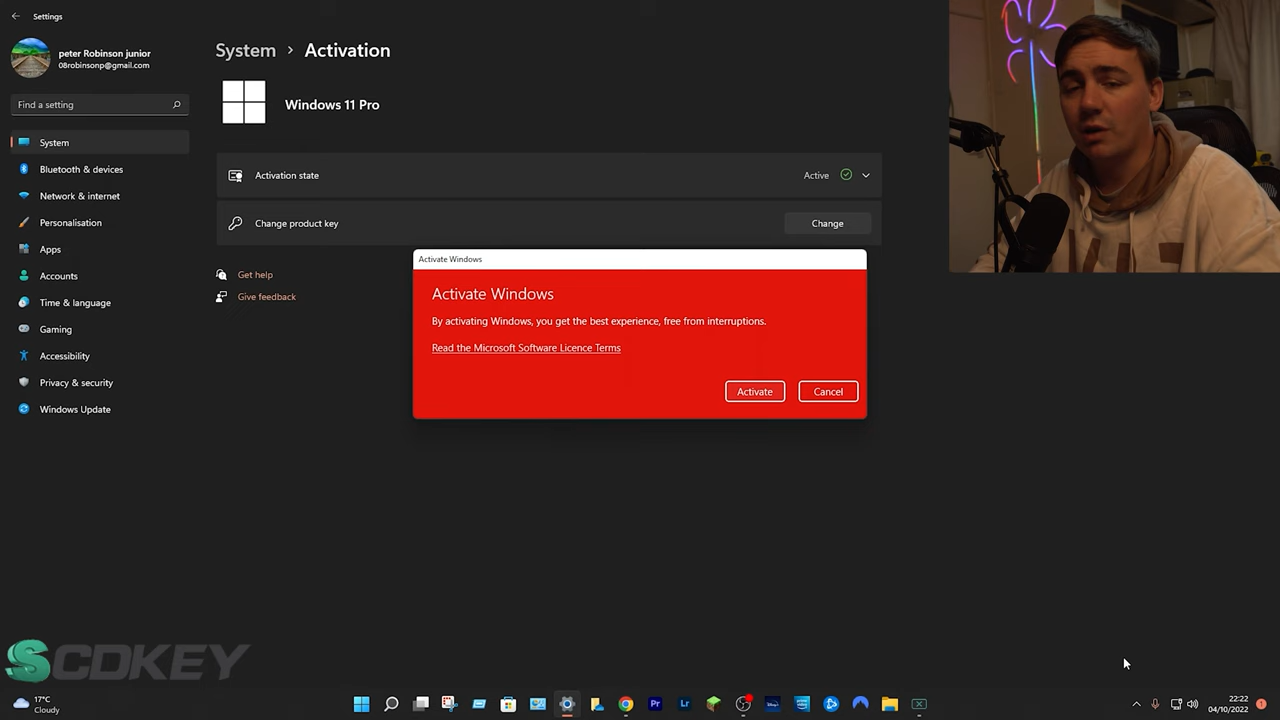 Settings
peter Robinson junior
08robinsonp@gmail.com
Find a setting
System
Bluetooth & devices
Network & internet
Personalisation
Apps
Accounts
Time & language
Gaming
Accessibility
Privacy & security
Windows Update
System > Activation
Windows 11 Pro
Activation state
Active
Change product key
Change
Get help
Give feedback
Activate Windows
Activate Windows
By activating Windows, you get the best experience, free from interruptions.
Read the Microsoft Software Licence Terms
Activate
Cancel
SCDKEY
17°C
Cloudy
Pr
Lr
22:22
04/10/2022
1